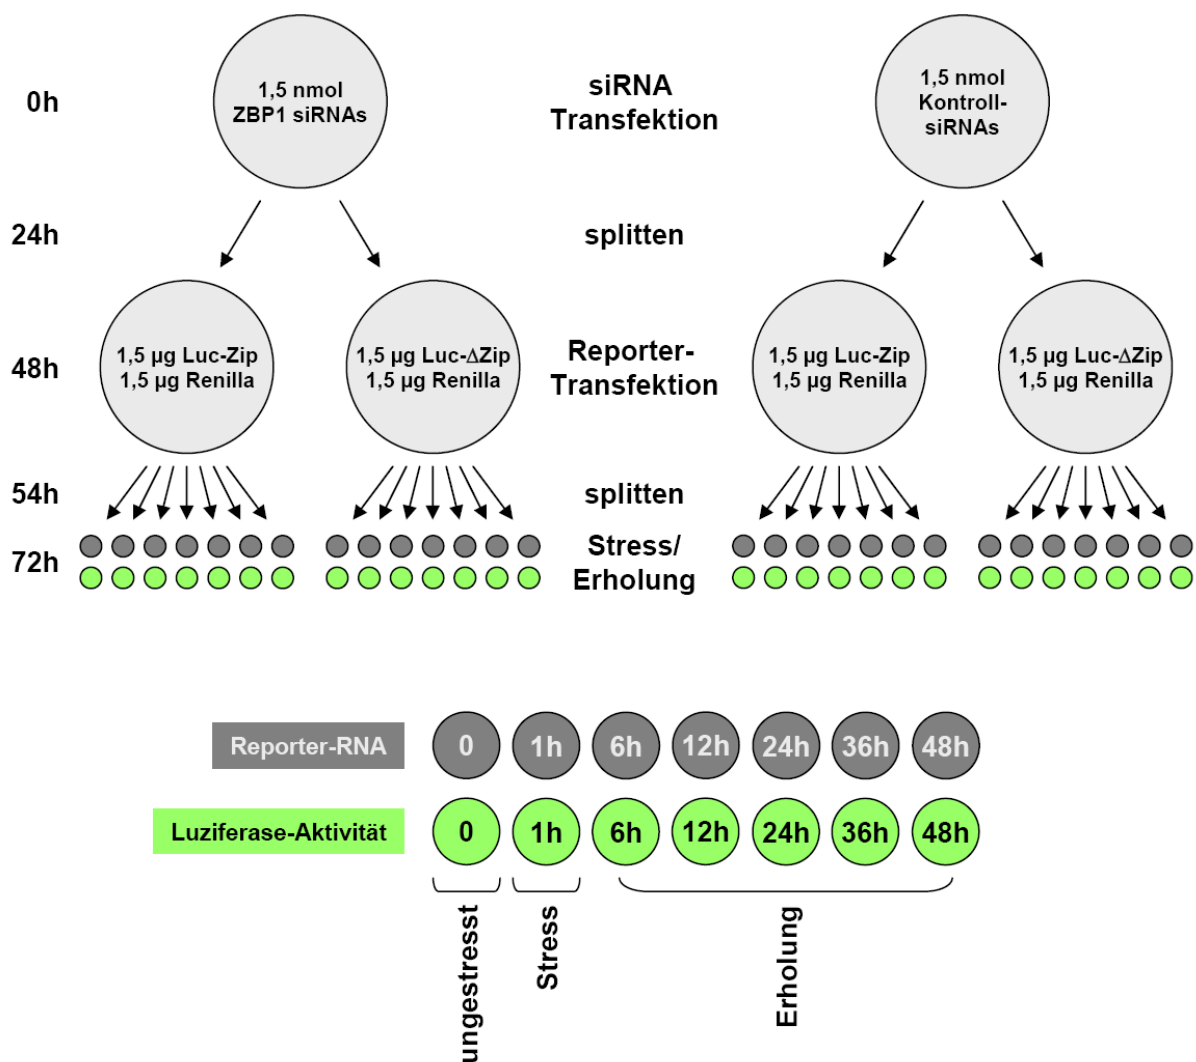 0h
1,5 nmol
ZBP1 siRNAs
siRNA
Transfektion
1,5 nmol
Kontroll-
siRNAs
24h
splitten
48h
1,5 µg Luc-Zip
1,5 µg Renilla
1,5 µg Luc-ΔZip
1,5 µg Renilla
Reporter-
Transfektion
1,5 µg Luc-Zip
1,5 µg Renilla
1,5 µg Luc-ΔZip
1,5 µg Renilla
54h
splitten
72h
Stress/
Erholung
Reporter-RNA 0 1h 6h 12h 24h 36h 48h
Luziferase-Aktivität 0 1h 6h 12h 24h 36h 48h
ungestresst
Stress
Erholung